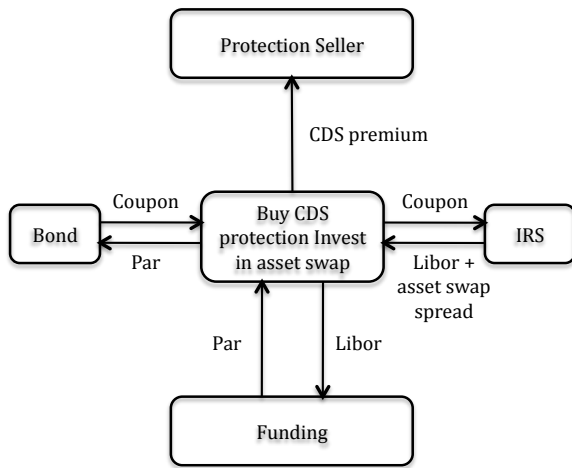 Protection Seller
CDS premium
Coupon
Bond
Par
Buy CDS
protection Invest
in asset swap
Coupon
IRS
Libor +
asset swap
spread
Par
Libor
Funding